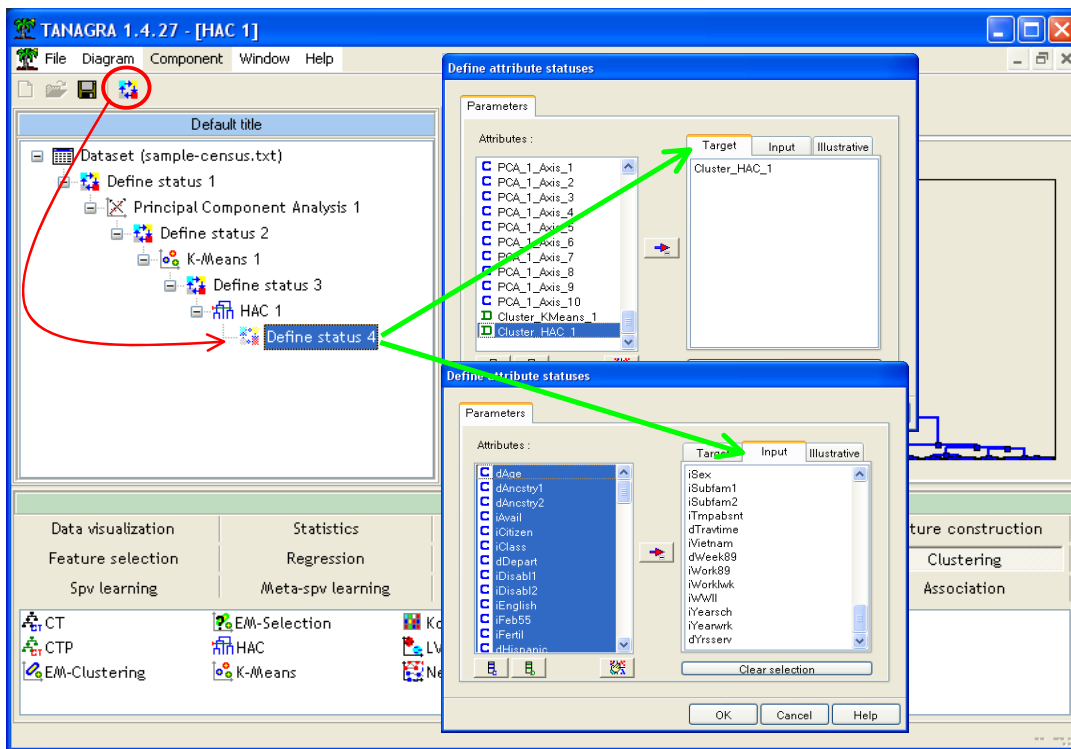 TANAGRA 1.4.27 - [HAC 1]
File Diagram Component Window Help
Default title
Dataset (sample-census.txt)
Define status 1
Principal Component Analysis 1
Define status 2
K-Means 1
Define status 3
HAC 1
Define status 4
Define attribute statuses
Parameters
Attributes :
PCA_1_Axis_1
PCA_1_Axis_2
PCA_1_Axis_3
PCA_1_Axis_4
PCA_1_Axis_5
PCA_1_Axis_6
PCA_1_Axis_7
PCA_1_Axis_8
PCA_1_Axis_9
PCA_1_Axis_10
Cluster_KMeans_1
Cluster_HAC_1
Target Input Illustrative
Cluster_HAC_1
Define attribute statuses
Parameters
Attributes :
dAge
dAncstry1
dAncstry2
iAvail
iCitizen
iClass
dDepart
iDisabl1
iDisabl2
iEnglish
iFeb55
iFertil
dHispanic
Target Input Illustrative
iSex
iSubfam1
iSubfam2
iTmpabsnt
dTravtime
iVietnam
dWeek89
iWork89
iWorklwk
iWWII
iYearsch
iYearwrk
dYrsserv
Clear selection
OK Cancel Help
Data visualization Statistics ture construction
Feature selection Regression Clustering
Spv learning Meta-spv learning Association
CT EM-Selection Ko
CTP HAC LV
EM-Clustering K-Means Ne